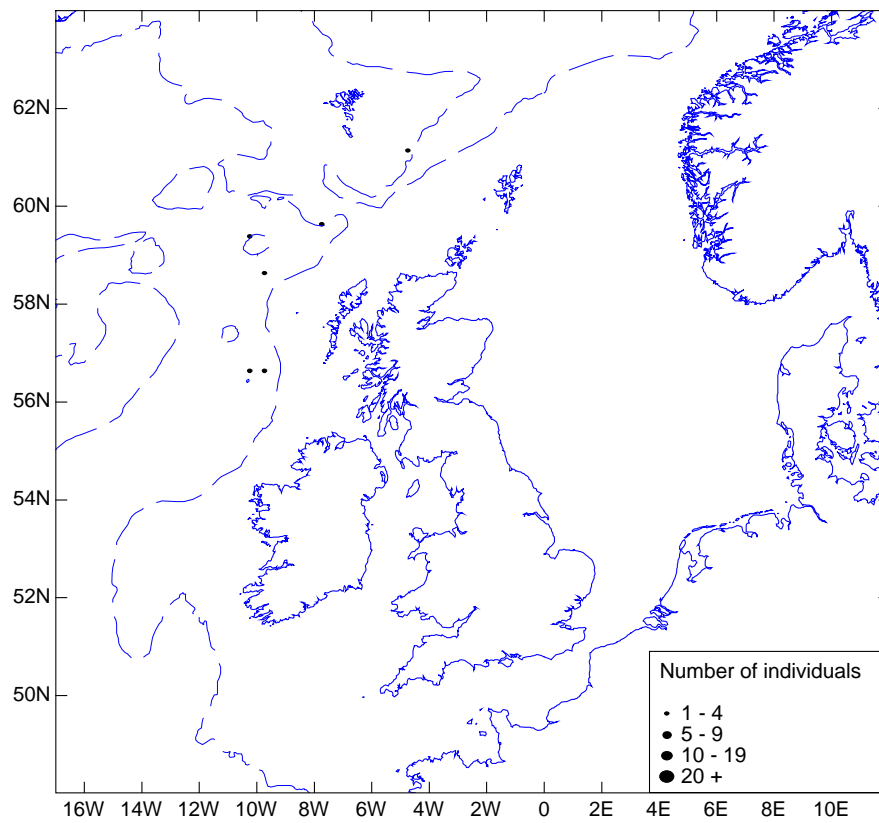 62N
60N
58N
56N
54N
52N
50N
Number of individuals
1 - 4
5 - 9
10 - 19
20 +
16W 14W 12W 10W 8W 6W 4W 2W 0 2E 4E 6E 8E 10E